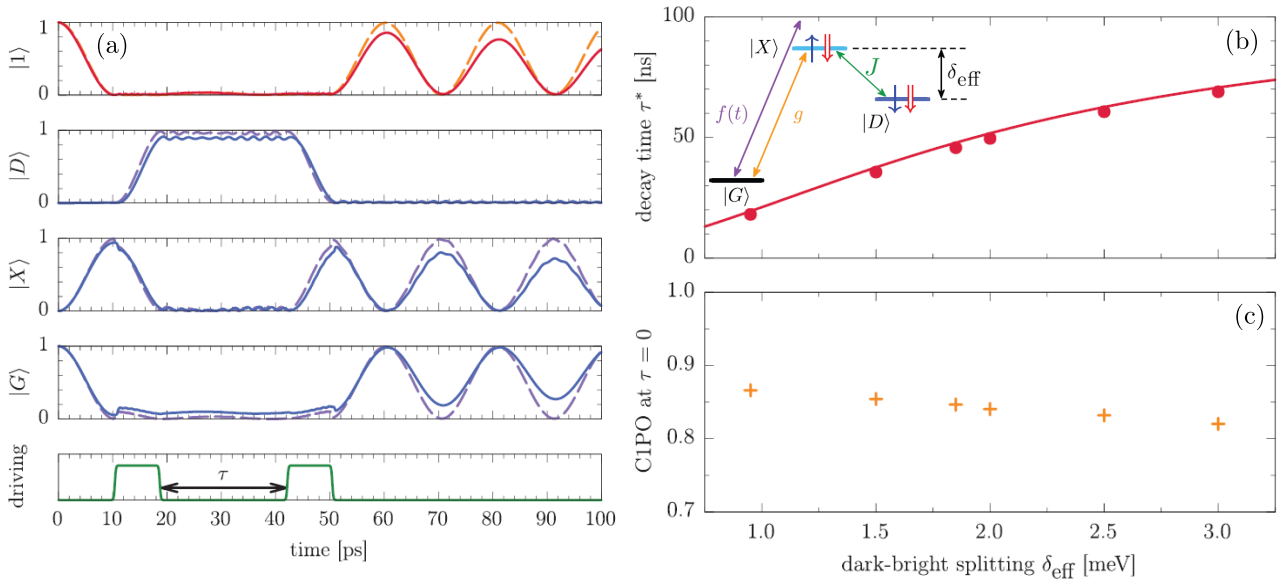 (a)
|1⟩
1
0
|D⟩
1
0
|X⟩
1
0
|G⟩
1
0
driving
τ
0 10 20 30 40 50 60 70 80 90 100
time [ps]
(b)
decay time τ* [ns]
100
50
0
|X⟩
δeff
J
|D⟩
f(t)
g
|G⟩
(c)
C1PO at τ = 0
1.0
0.9
0.8
0.7
1.0 1.5 2.0 2.5 3.0
dark-bright splitting δeff [meV]